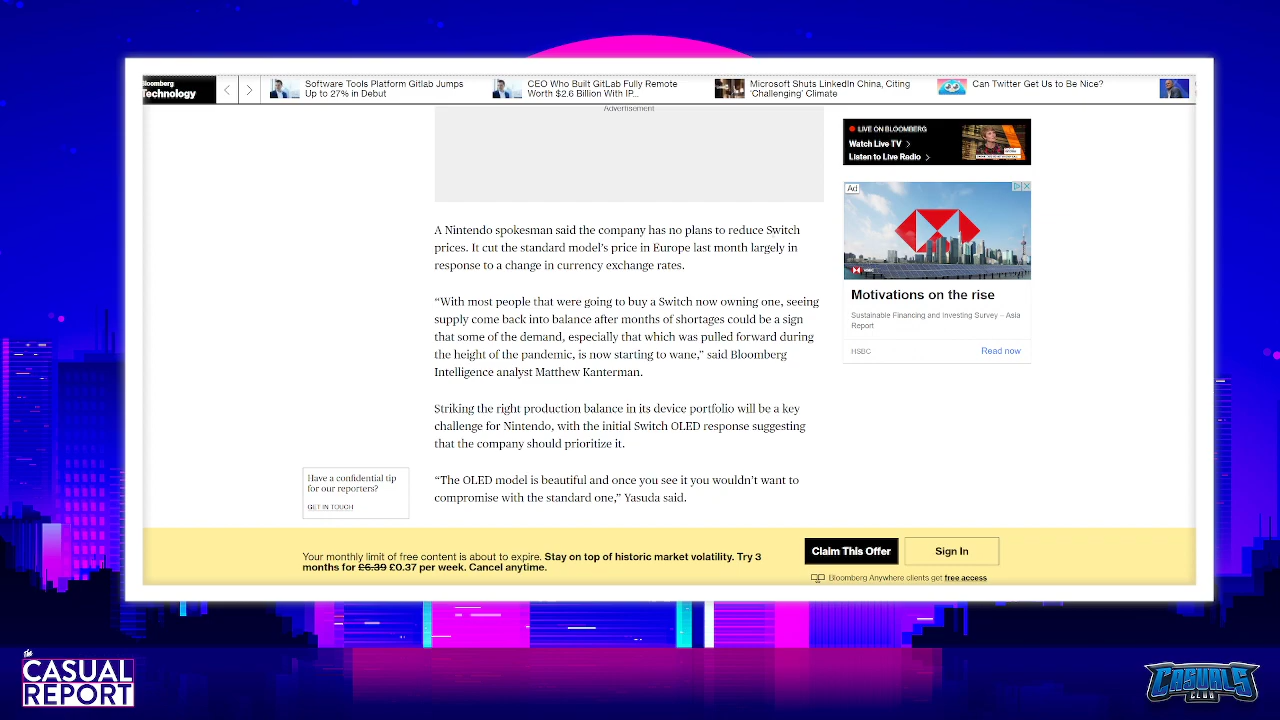 Bloomberg
Technology
Software Tools Platform Gitlab Jumps
Up to 27% in Debut
CEO Who Built GitLab Fully Remote
Worth $2.6 Billion With IP...
Microsoft Shuts LinkedIn China, Citing
'Challenging' Climate
Can Twitter Get Us to Be Nice?
Advertisement
LIVE ON BLOOMBERG
Watch Live TV
Listen to Live Radio
Ad
HSBC
Motivations on the rise
Sustainable Financing and Investing Survey – Asia
Report
HSBC
Read now
A Nintendo spokesman said the company has no plans to reduce Switch
prices. It cut the standard model's price in Europe last month largely in
response to a change in currency exchange rates.
“With most people that were going to buy a Switch now owning one, seeing
supply come back into balance after months of shortages could be a sign
that some of the demand, especially that which was pulled forward during
the height of the pandemic, is now starting to wane,” said Bloomberg
Intelligence analyst Matthew Kanterman.
Striking the right production balance in its device portfolio will be a key
challenge for Nintendo, with the initial Switch OLED response suggesting
that the company should prioritize it.
“The OLED model is beautiful and once you see it you wouldn't want to
compromise with the standard one,” Yasuda said.
Have a confidential tip
for our reporters?
GET IN TOUCH
Your monthly limit of free content is about to expire. Stay on top of historic market volatility. Try 3
months for £6.39 £0.37 per week. Cancel anytime.
Claim This Offer
Sign In
Bloomberg Anywhere clients get free access
the
CASUAL
REPORT
CASUALS
CLUB